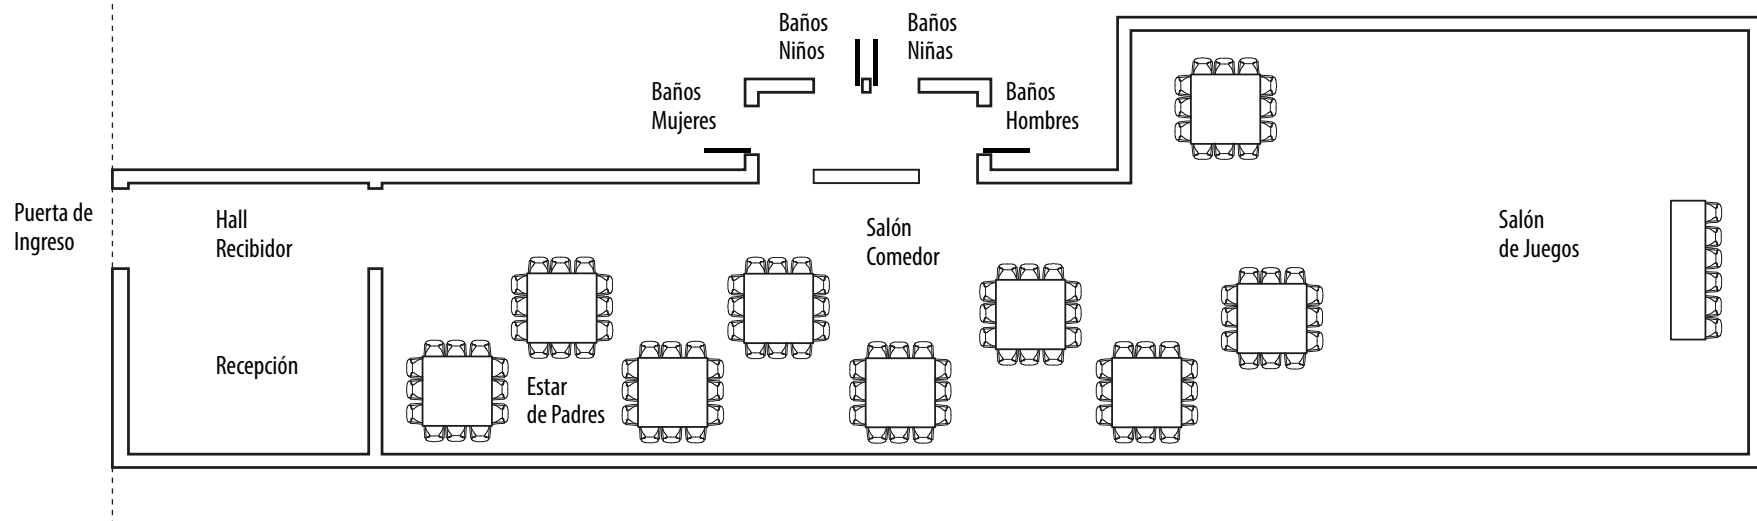 Baños
Niños
Baños
Niñas
Baños
Mujeres
Baños
Hombres
Puerta de
Ingreso
Hall
Recibidor
Salón
Comedor
Salón
de Juegos
Recepción
Estar
de Padres